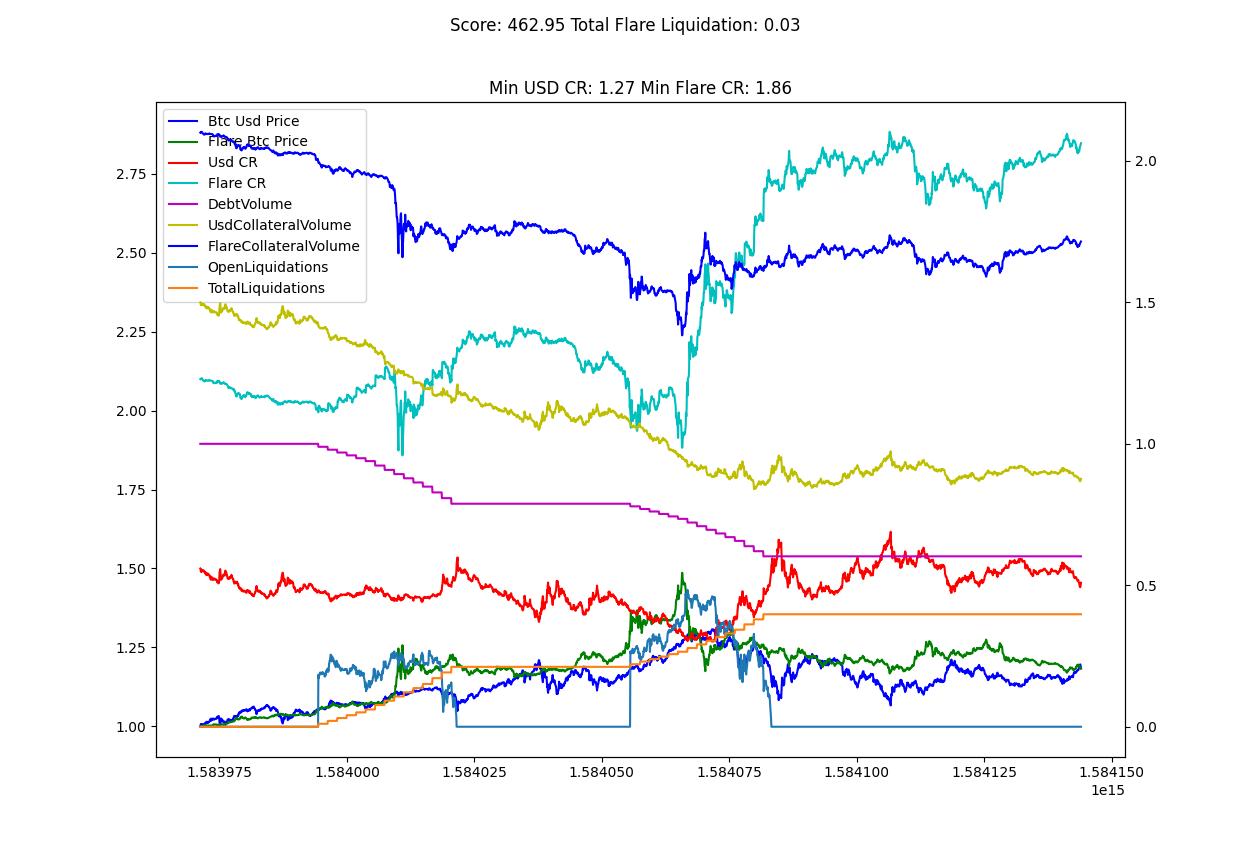 Score: 462.95 Total Flare Liquidation: 0.03
Min USD CR: 1.27 Min Flare CR: 1.86
Btc Usd Price
Flare Btc Price
Usd CR
Flare CR
DebtVolume
UsdCollateralVolume
FlareCollateralVolume
OpenLiquidations
TotalLiquidations
2.75
2.50
2.25
2.00
1.75
1.50
1.25
1.00
2.0
1.5
1.0
0.5
0.0
1.583975 1.584000 1.584025 1.584050 1.584075 1.584100 1.584125 1.584150
1e15